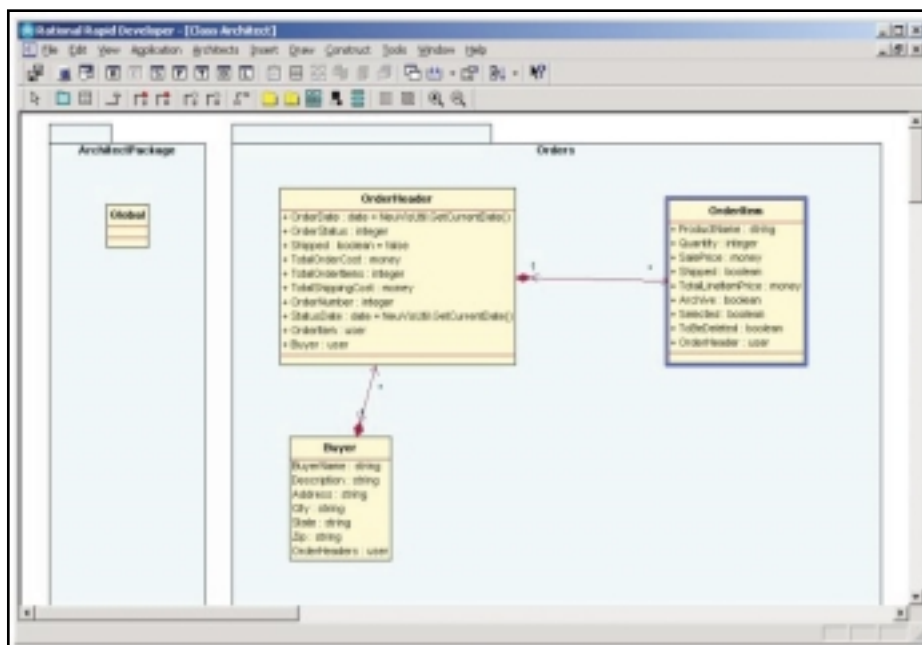 Rational Rapid Developer - [Class Architect]
File Edit View Application Architects Insert Draw Construct Tools Window Help
ArchitectPackage
Orders
Global
OrderHeader
+ OrderDate : date = NeuVisUtil.GetCurrentDate()
+ OrderStatus : integer
+ Shipped : boolean = false
+ TotalOrderCost : money
+ TotalOrderItems : integer
+ TotalShippingCost : money
+ OrderNumber : integer
+ StatusDate : date = NeuVisUtil.GetCurrentDate()
+ OrderItem : user
+ Buyer : user
1
*
OrderItem
+ ProductName : string
+ Quantity : integer
+ SalePrice : money
+ Shipped : boolean
+ TotalLineItemPrice : money
+ Archive : boolean
+ Selected : boolean
+ ToBeDeleted : boolean
+ OrderHeader : user
*
Buyer
BuyerName : string
Description : string
Address : string
City : string
State : string
Zip : string
OrderHeaders : user